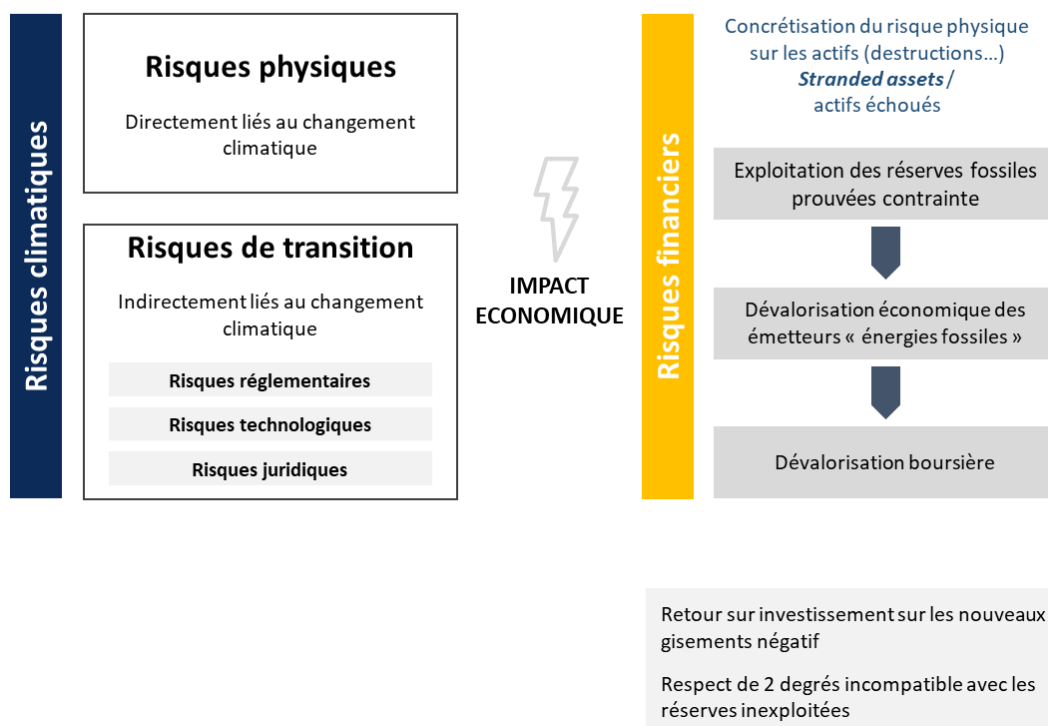 Risques climatiques
Risques physiques
Directement liés au changement
climatique
Risques de transition
Indirectement liés au changement
climatique
Risques réglementaires
Risques technologiques
Risques juridiques
IMPACT
ECONOMIQUE
Risques financiers
Concrétisation du risque physique
sur les actifs (destructions...)
Stranded assets /
actifs échoués
Exploitation des réserves fossiles
prouvées contrainte
Dévalorisation économique des
émetteurs « énergies fossiles »
Dévalorisation boursière
Retour sur investissement sur les nouveaux
gisements négatif
Respect de 2 degrés incompatible avec les
réserves inexploitées